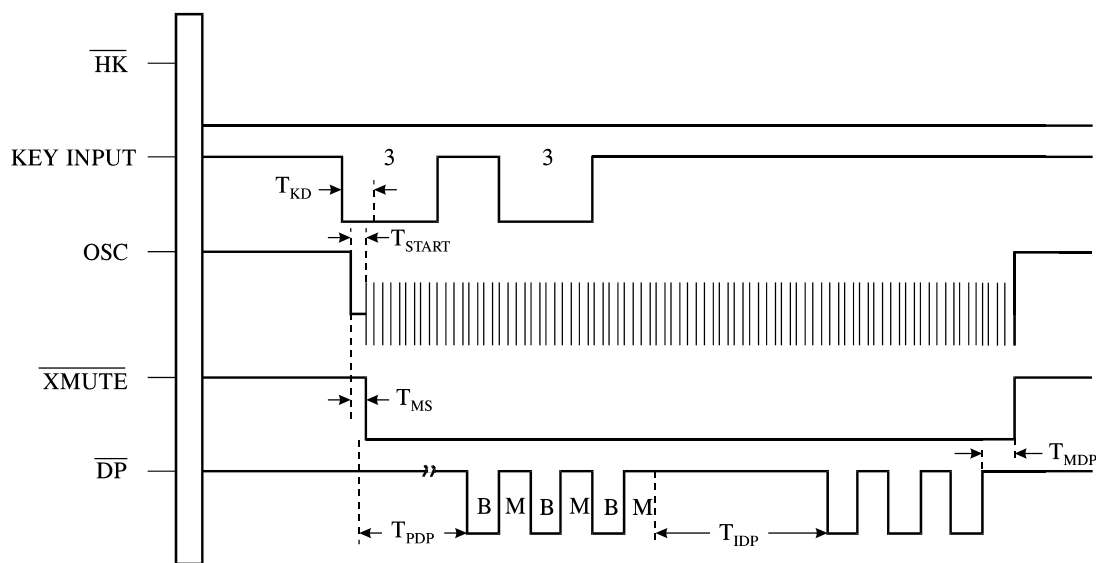 HK
KEY INPUT
3
3
TKD
TSTART
OSC
XMUTE
TMS
DP
TMDP
B M B M B M
TPDP
TIDP